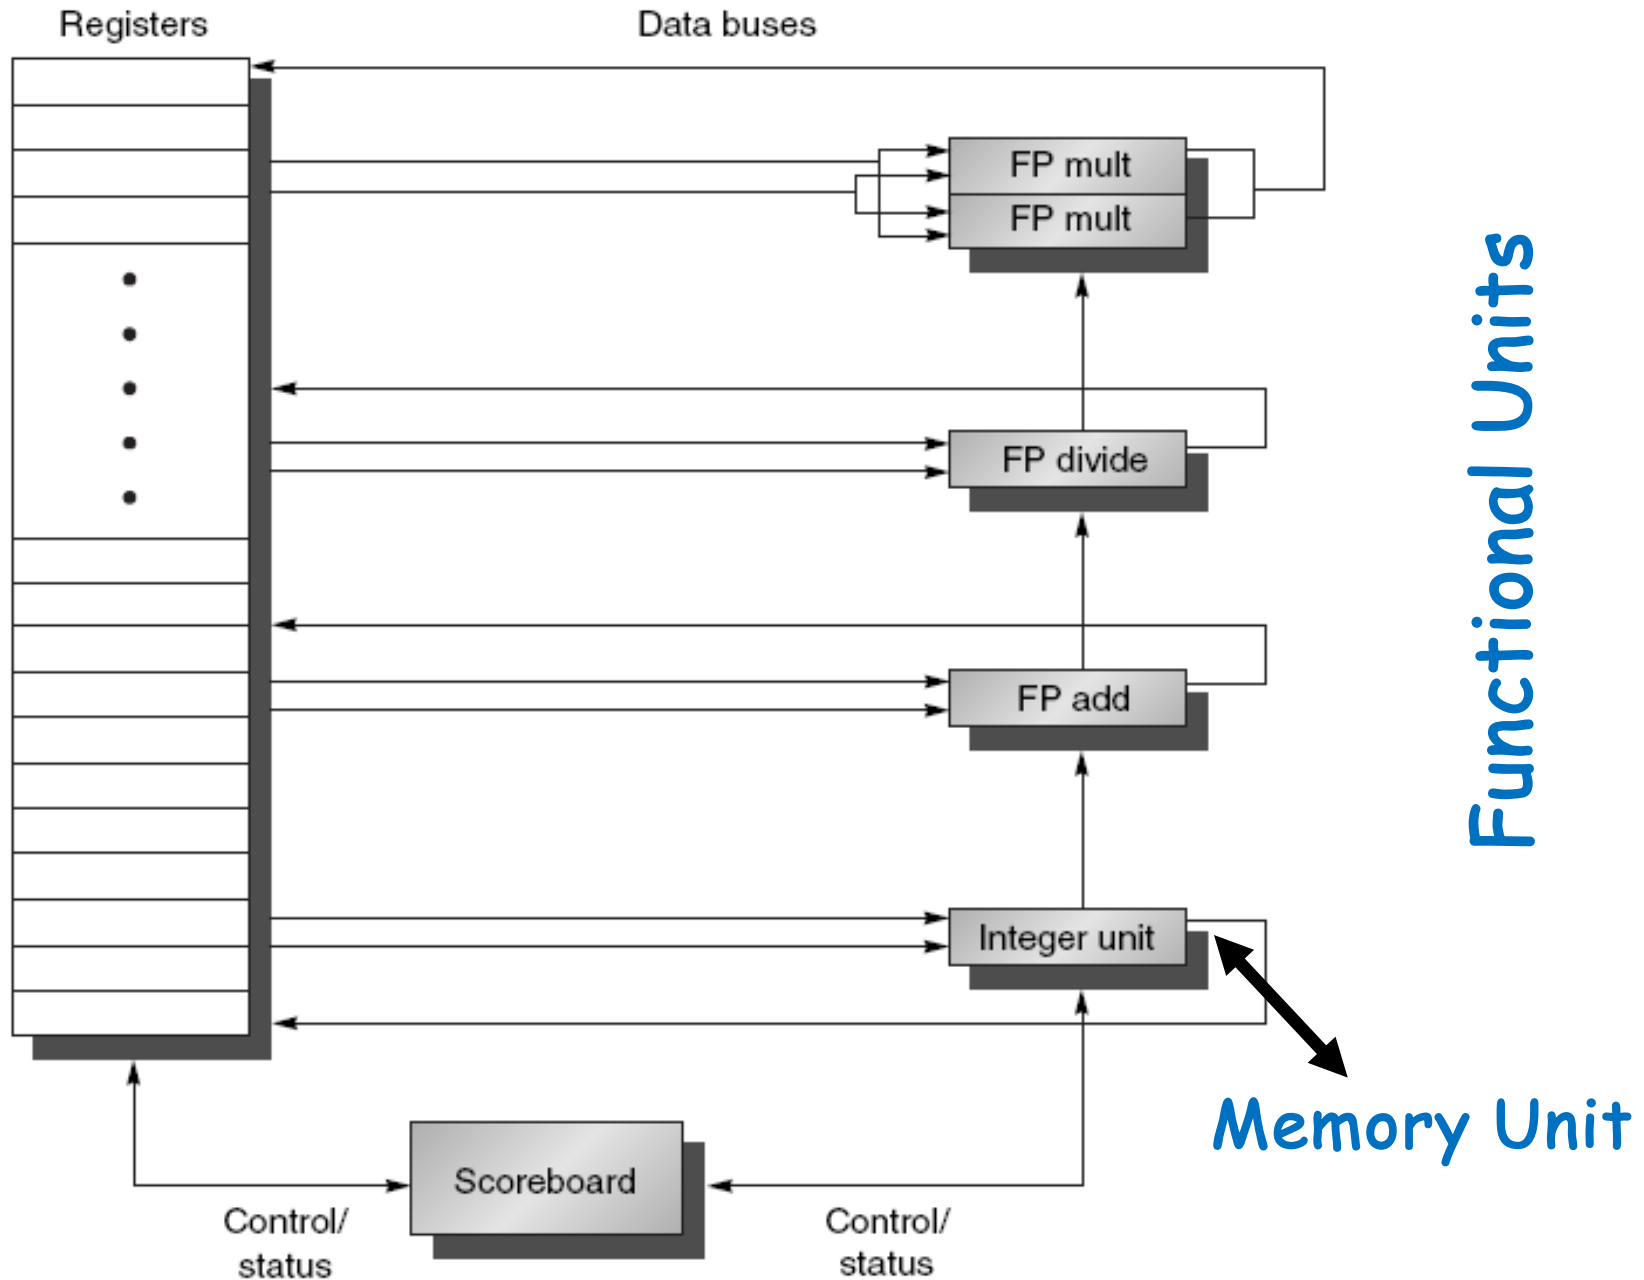 Registers
Data buses
FP mult
FP mult
FP divide
FP add
Integer unit
Functional Units
Memory Unit
Scoreboard
Control/
status
Control/
status